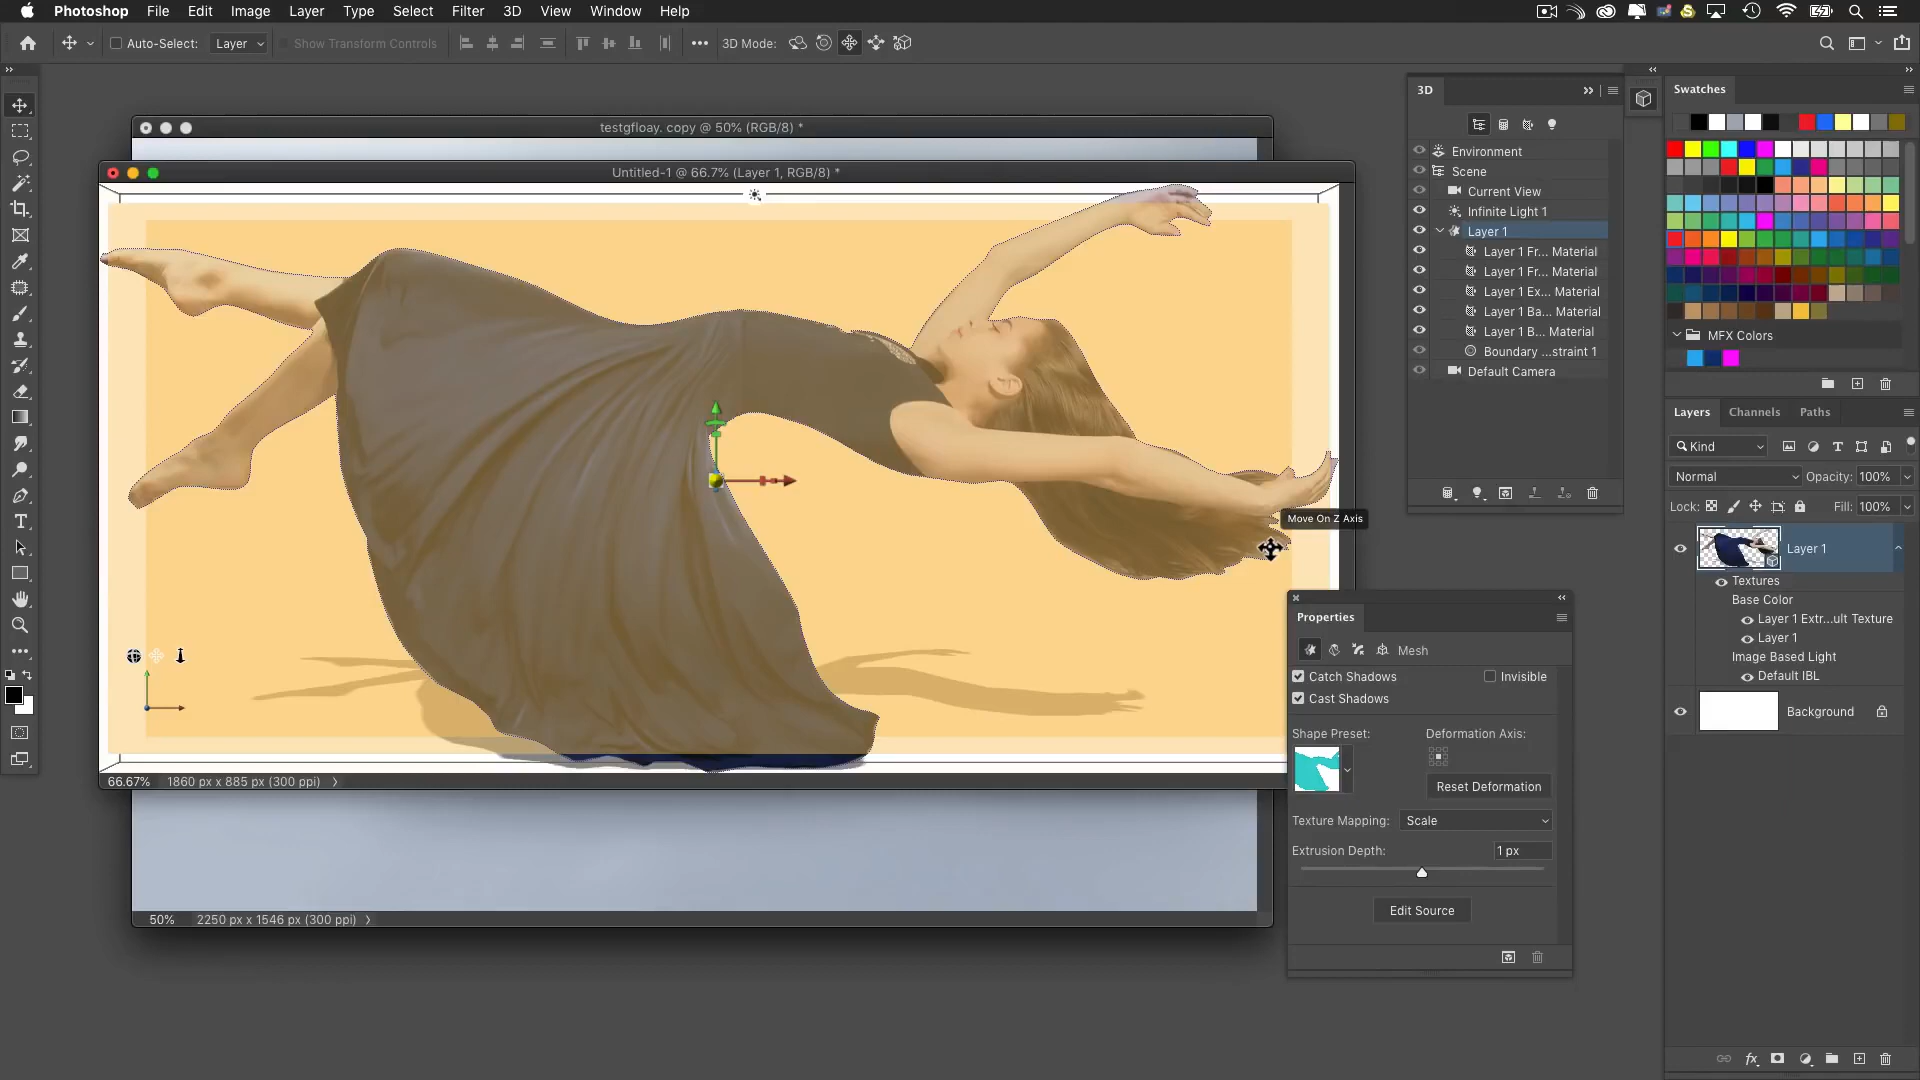 Photoshop File Edit Image Layer Type Select Filter 3D View Window Help
Auto-Select: Layer Show Transform Controls 3D Mode:
testgfloay. copy @ 50% (RGB/8) *
Untitled-1 @ 66.7% (Layer 1, RGB/8) *
Move On Z Axis
66.67% 1860 px x 885 px (300 ppi)
50% 2250 px x 1546 px (300 ppi)
3D
Environment
Scene
Current View
Infinite Light 1
Layer 1
Layer 1 Fr... Material
Layer 1 Fr... Material
Layer 1 Ex... Material
Layer 1 Ba... Material
Layer 1 B... Material
Boundary ...straint 1
Default Camera
Properties
Mesh
Catch Shadows Invisible
Cast Shadows
Shape Preset: Deformation Axis:
Reset Deformation
Texture Mapping: Scale
Extrusion Depth: 1 px
Edit Source
Swatches
MFX Colors
Layers Channels Paths
Kind
Normal Opacity: 100%
Lock: Fill: 100%
Layer 1
Textures
Base Color
Layer 1 Extr...ult Texture
Layer 1
Image Based Light
Default IBL
Background